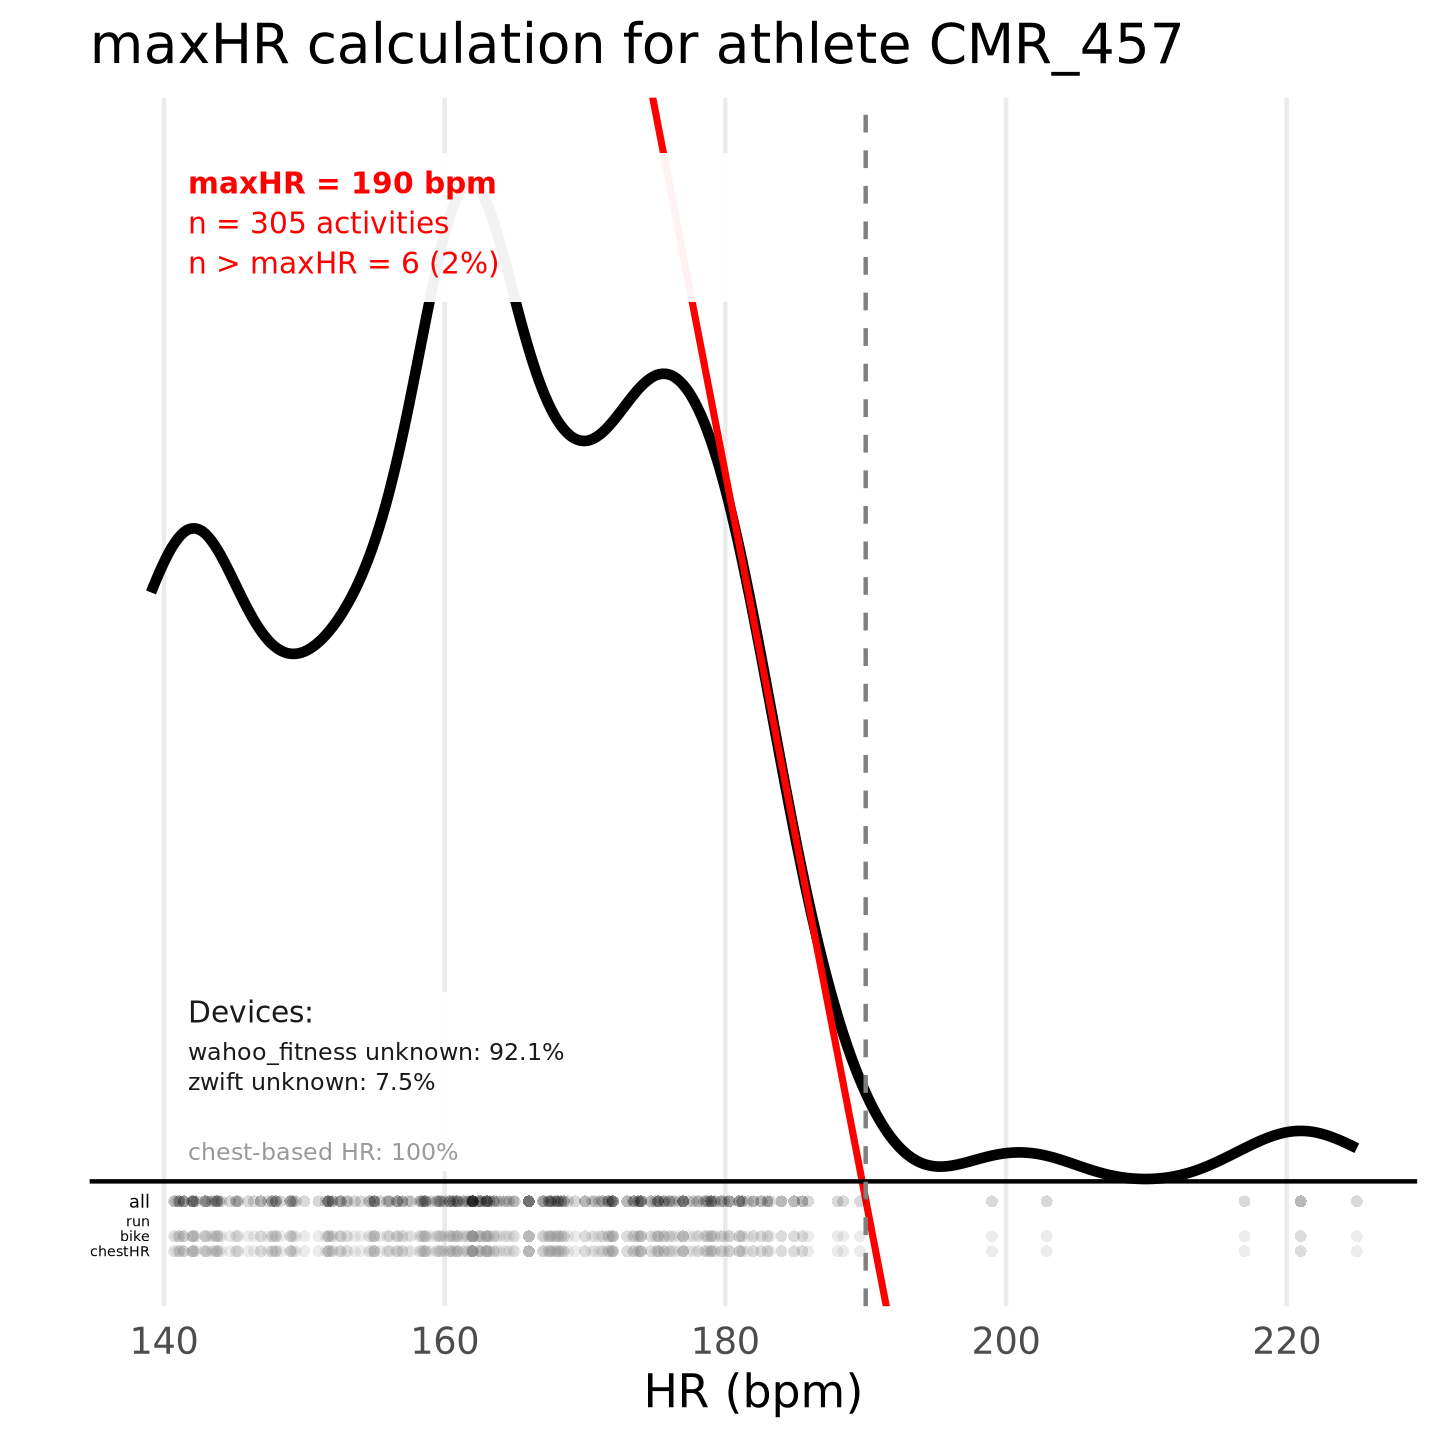 maxHR calculation for athlete CMR_457
maxHR = 190 bpm
n = 305 activities
n > maxHR = 6 (2%)
Devices:
wahoo_fitness unknown: 92.1%
zwift unknown: 7.5%
chest-based HR: 100%
all
run
bike
chestHR
140 160 180 200 220
HR (bpm)